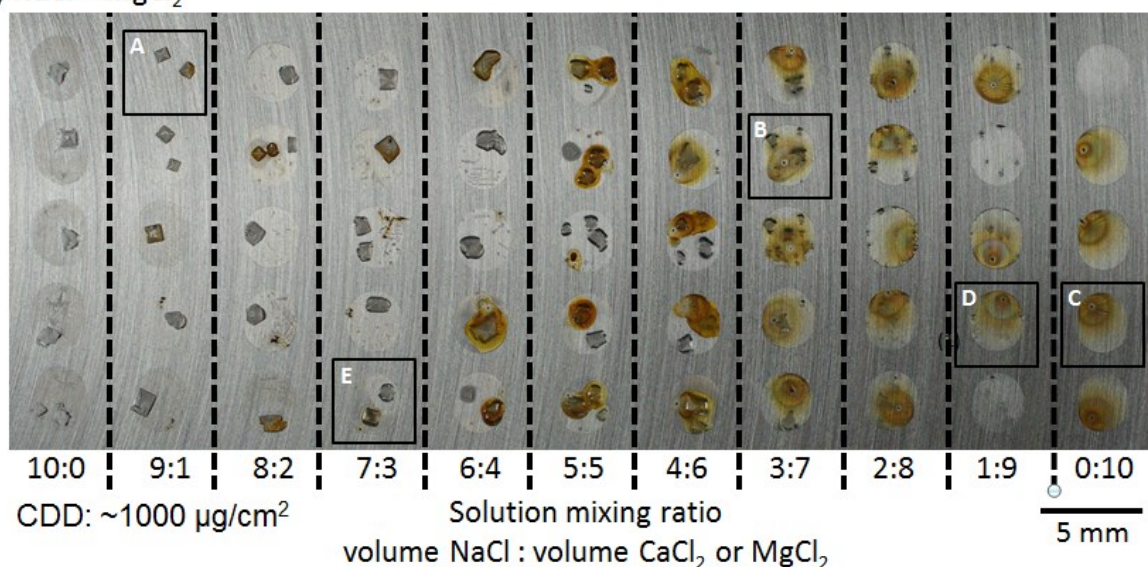 A
B
D
C
E
10:0 9:1 8:2 7:3 6:4 5:5 4:6 3:7 2:8 1:9 0:10
CDD: ~1000 µg/cm² Solution mixing ratio 5 mm
volume NaCl : volume CaCl₂ or MgCl₂